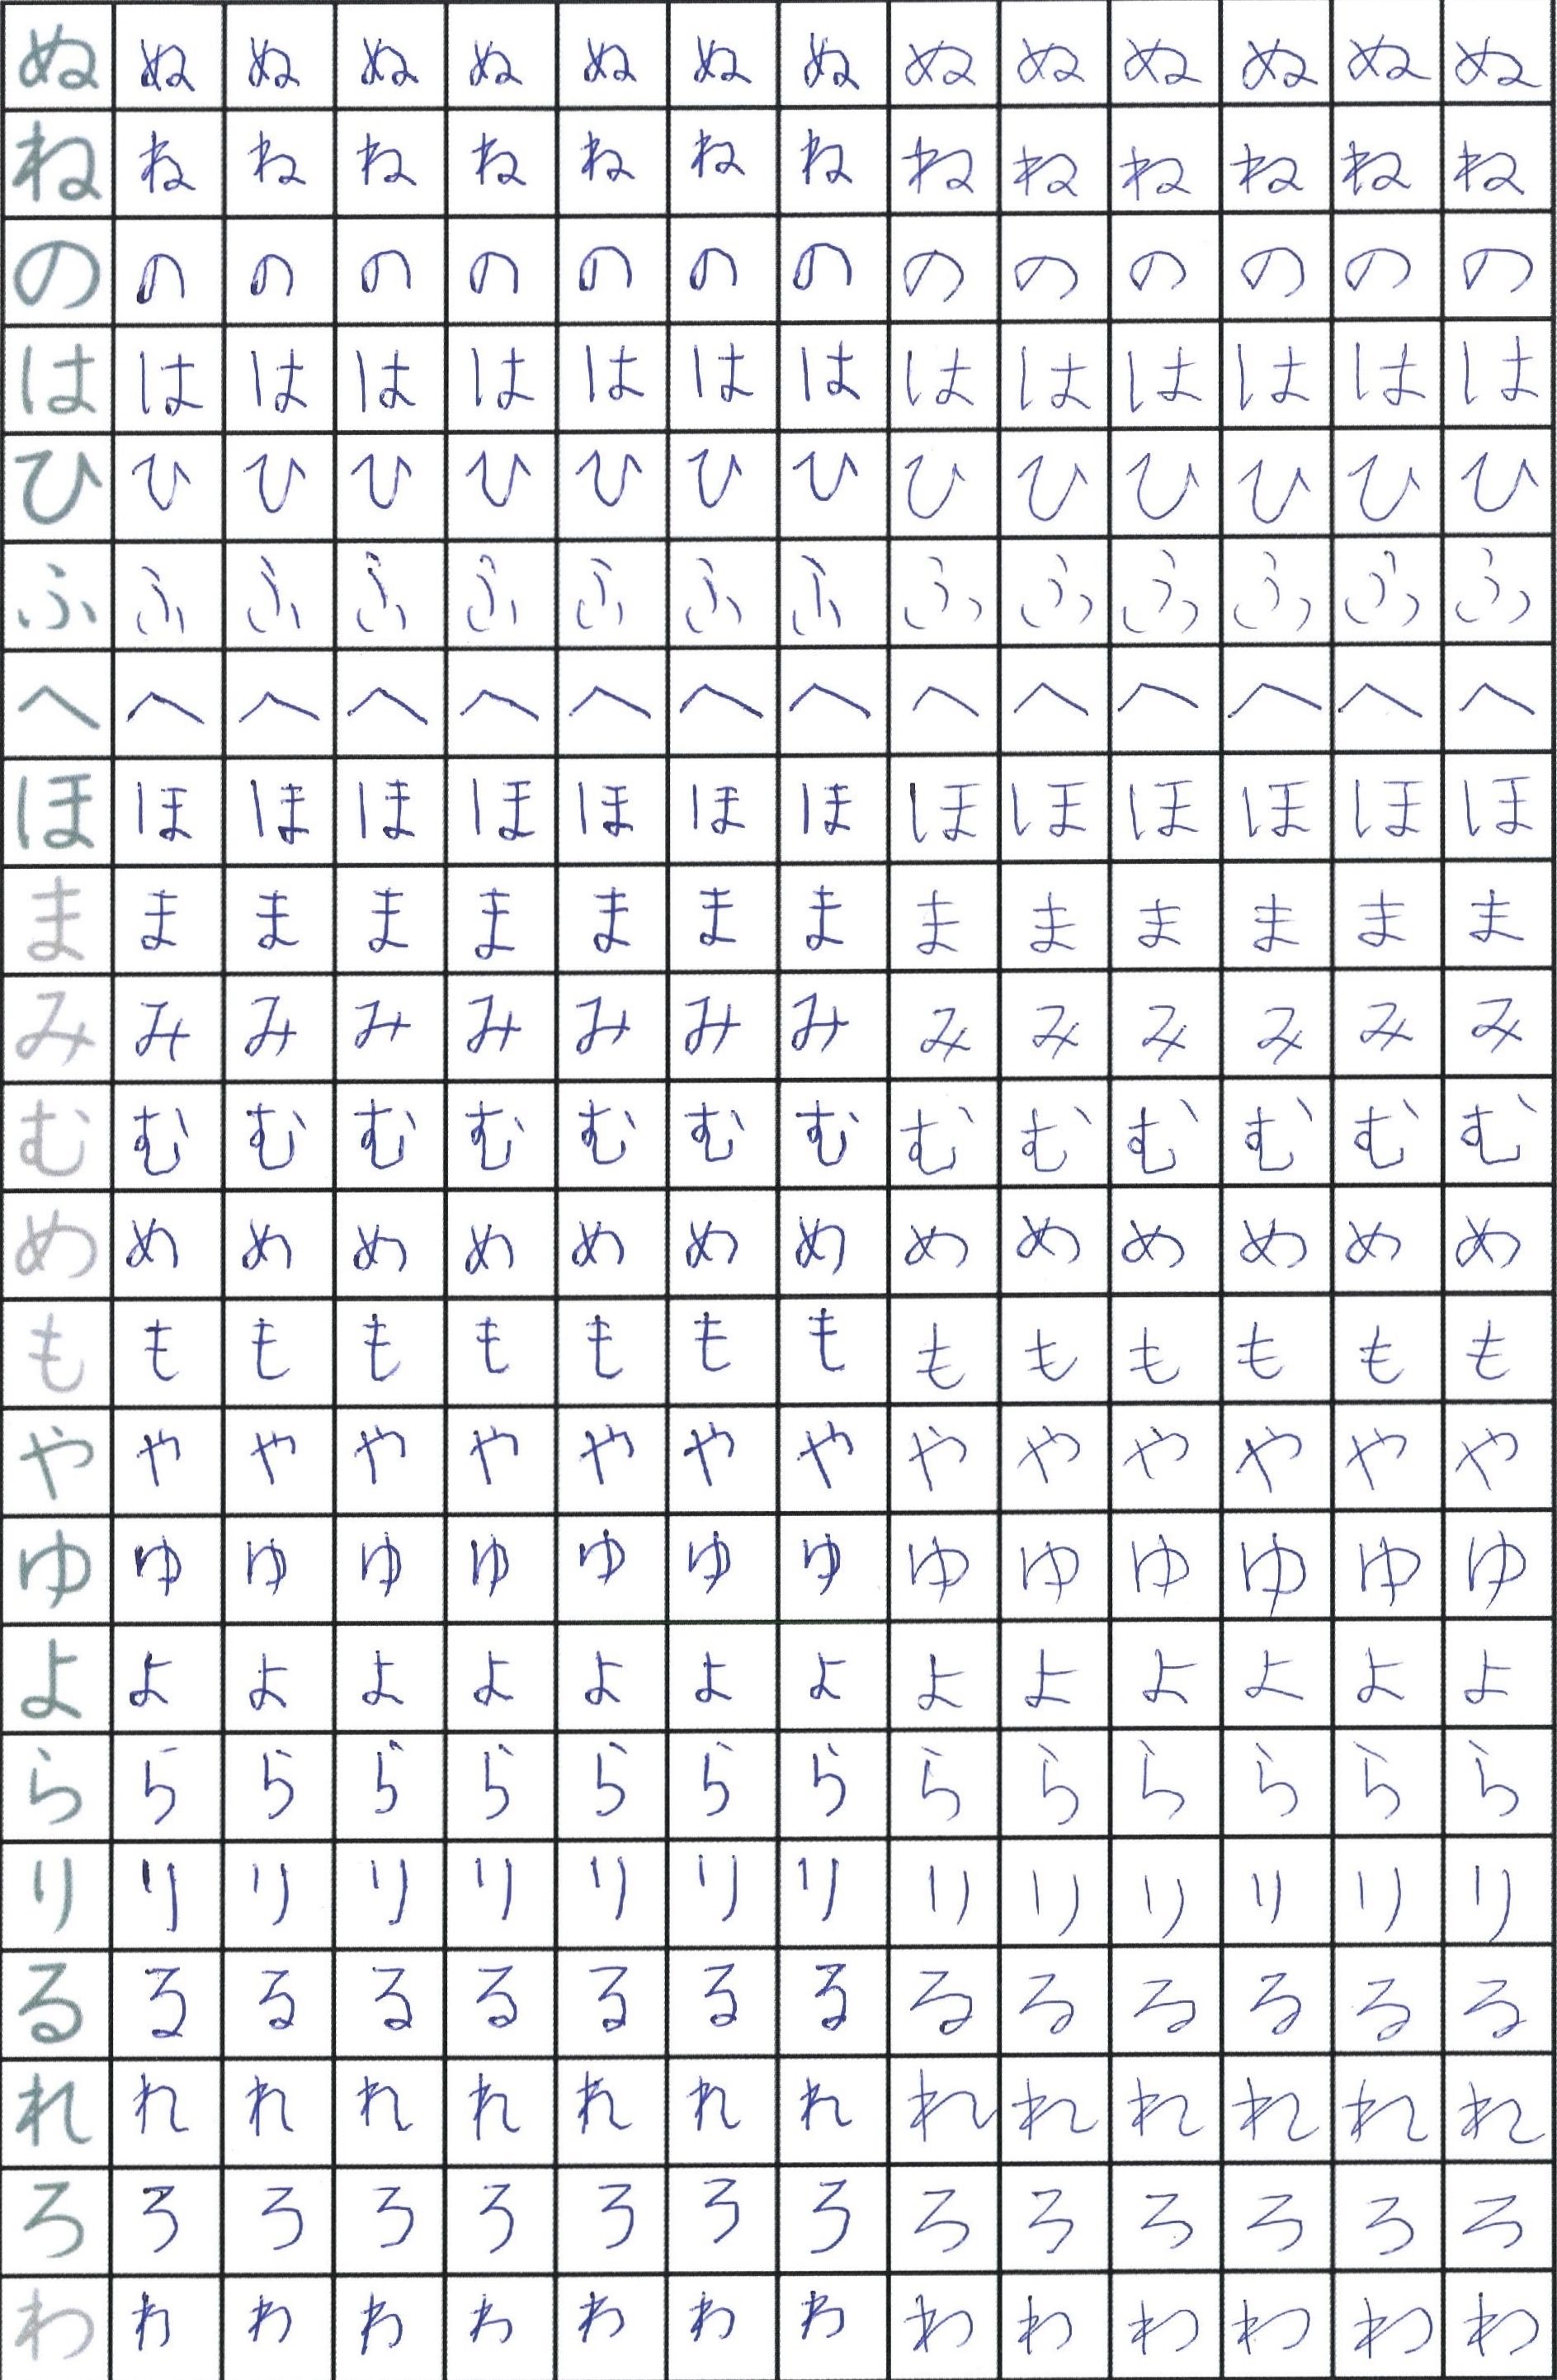 ぬ ぬ ぬ ぬ ぬ ぬ ぬ ぬ ぬ ぬ ぬ ぬ ぬ ぬ
ね ね ね ね ね ね ね ね ね ね ね ね ね ね
の の の の の の の の の の の の の の
は は は は は は は は は は は は は は
ひ ひ ひ ひ ひ ひ ひ ひ ひ ひ ひ ひ ひ ひ
ふ ふ ふ ふ ふ ふ ふ ふ ふ ふ ふ ふ ふ ふ
へ へ へ へ へ へ へ へ へ へ へ へ へ へ
ほ ほ ほ ほ ほ ほ ほ ほ ほ ほ ほ ほ ほ ほ
ま ま ま ま ま ま ま ま ま ま ま ま ま ま
み み み み み み み み み み み み み み
む む む む む む む む む む む む む む
め め め め め め め め め め め め め め
も も も も も も も も も も も も も も
や や や や や や や や や や や や や や
ゆ ゆ ゆ ゆ ゆ ゆ ゆ ゆ ゆ ゆ ゆ ゆ ゆ ゆ
よ よ よ よ よ よ よ よ よ よ よ よ よ よ
ら ら ら ら ら ら ら ら ら ら ら ら ら ら
り り り り り り り り り り り り り り
る る る る る る る る る る る る る る
れ れ れ れ れ れ れ れ れ れ れ れ れ れ
ろ ろ ろ ろ ろ ろ ろ ろ ろ ろ ろ ろ ろ ろ
わ わ わ わ わ わ わ わ わ わ わ わ わ わ